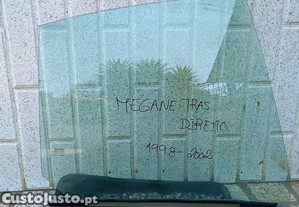 MEGANE TRAS
DIREITO
1998-2002
CustoJusto.pt